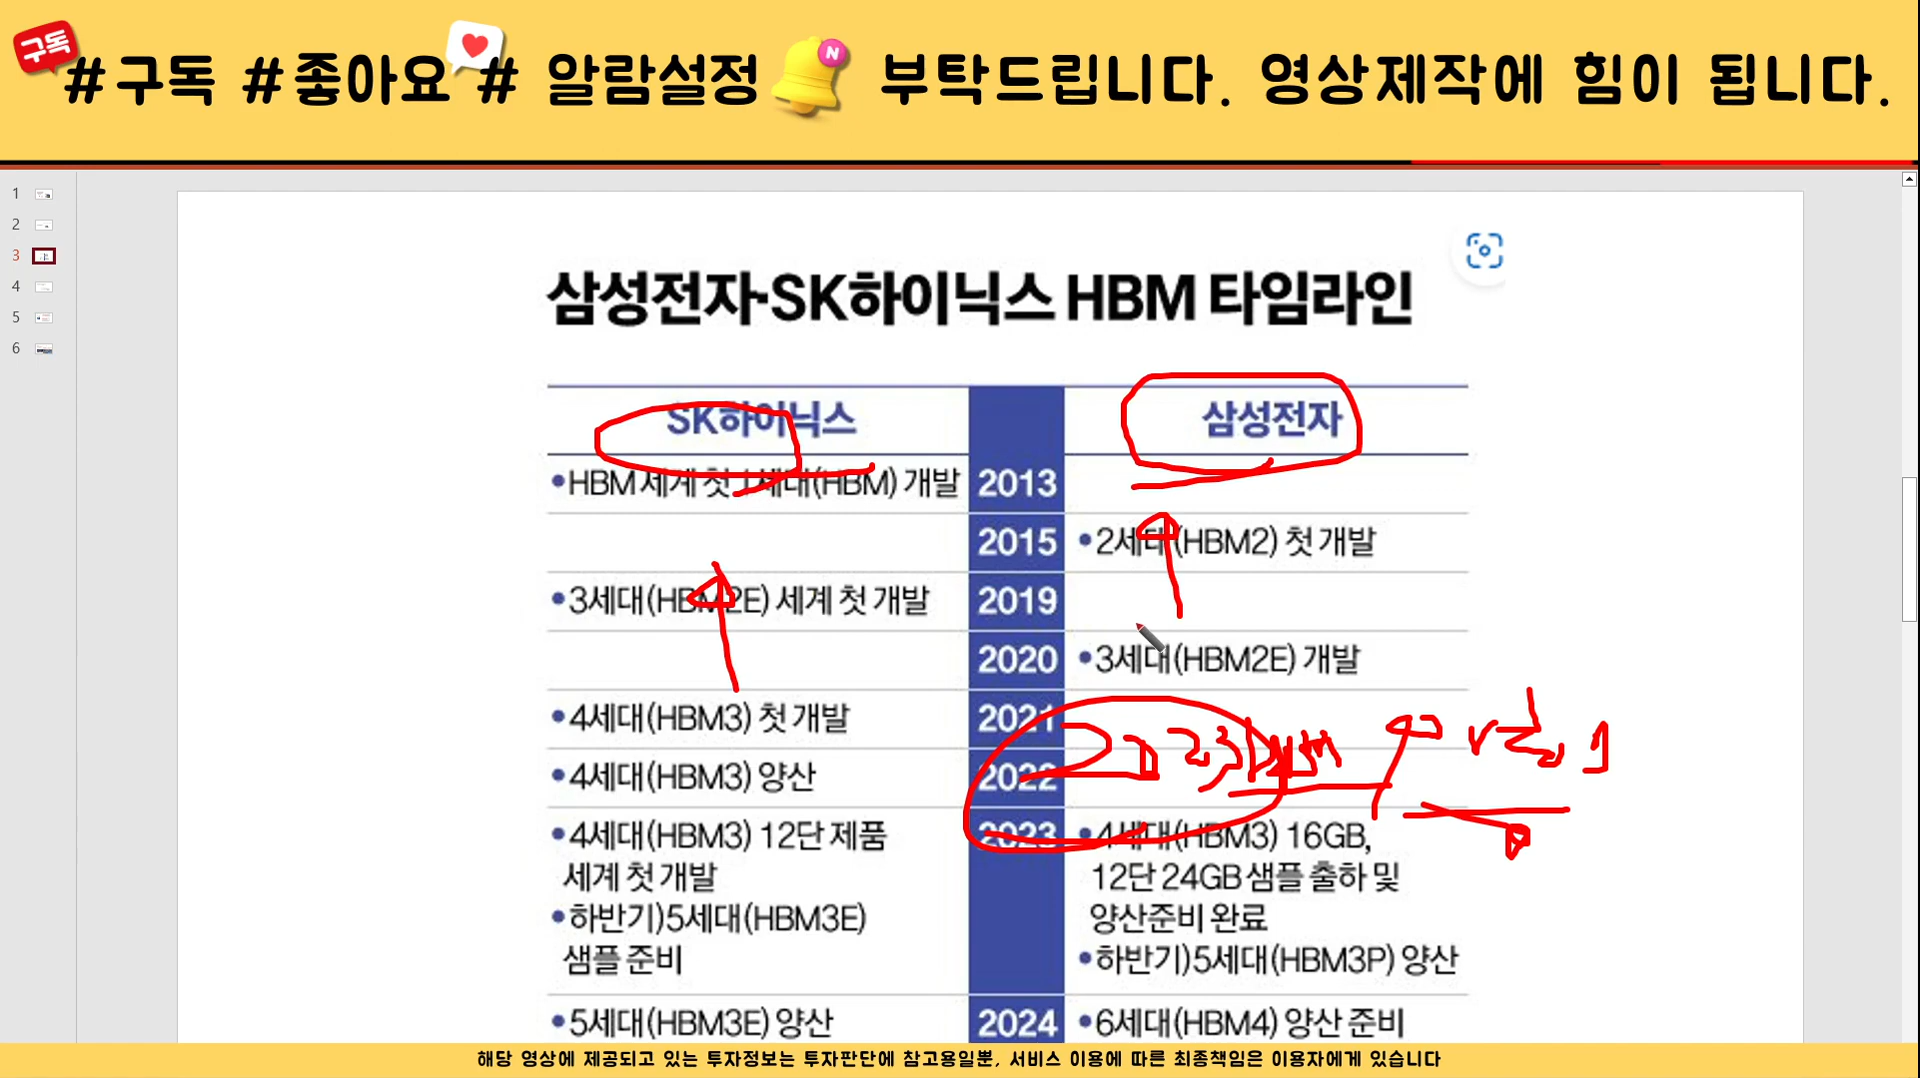 구독
#구독 #좋아요 # 알람설정 N 부탁드립니다. 영상제작에 힘이 됩니다.
1
2
3
4
5
6
삼성전자·SK하이닉스 HBM 타임라인
SK하이닉스 삼성전자
•HBM 세계 첫 1세대(HBM) 개발 2013
2015 •2세대(HBM2) 첫 개발
•3세대(HBM2E) 세계 첫 개발 2019
2020 •3세대(HBM2E) 개발
•4세대(HBM3) 첫 개발 2021
2023
•4세대(HBM3) 양산 2022
•4세대(HBM3) 12단 제품 2023 •4세대(HBM3) 16GB,
세계 첫 개발 12단 24GB 샘플 출하 및
•하반기)5세대(HBM3E) 양산준비 완료
샘플 준비 •하반기)5세대(HBM3P) 양산
•5세대(HBM3E) 양산 2024 •6세대(HBM4) 양산 준비
해당 영상에 제공되고 있는 투자정보는 투자판단에 참고용일뿐, 서비스 이용에 따른 최종책임은 이용자에게 있습니다